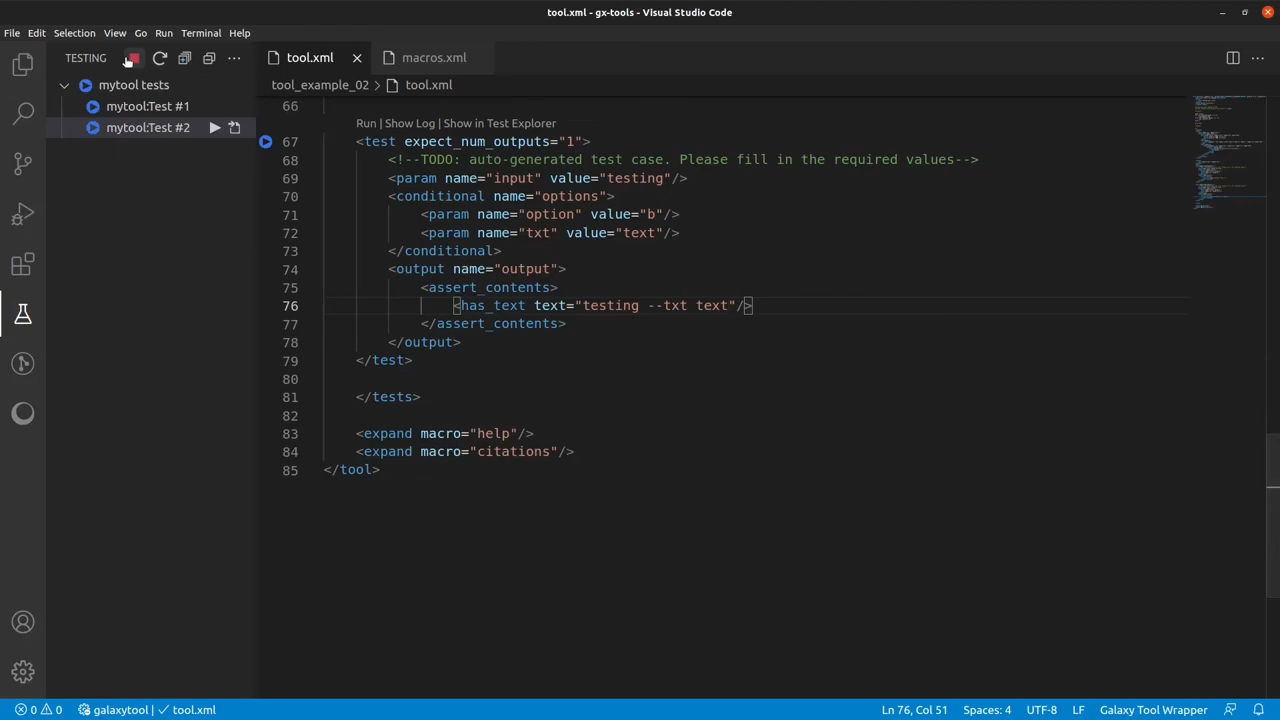 tool.xml - gx-tools - Visual Studio Code
File Edit Selection View Go Run Terminal Help
TESTING
mytool tests
mytool:Test #1
mytool:Test #2
tool.xml
macros.xml
tool_example_02 > tool.xml
66
Run | Show Log | Show in Test Explorer
67 <test expect_num_outputs="1">
68 <!--TODO: auto-generated test case. Please fill in the required values-->
69 <param name="input" value="testing"/>
70 <conditional name="options">
71 <param name="option" value="b"/>
72 <param name="txt" value="text"/>
73 </conditional>
74 <output name="output">
75 <assert_contents>
76 <has_text text="testing --txt text"/>
77 </assert_contents>
78 </output>
79 </test>
80
81 </tests>
82
83 <expand macro="help"/>
84 <expand macro="citations"/>
85 </tool>
0 0 galaxytool | tool.xml
Ln 76, Col 51 Spaces: 4 UTF-8 LF Galaxy Tool Wrapper